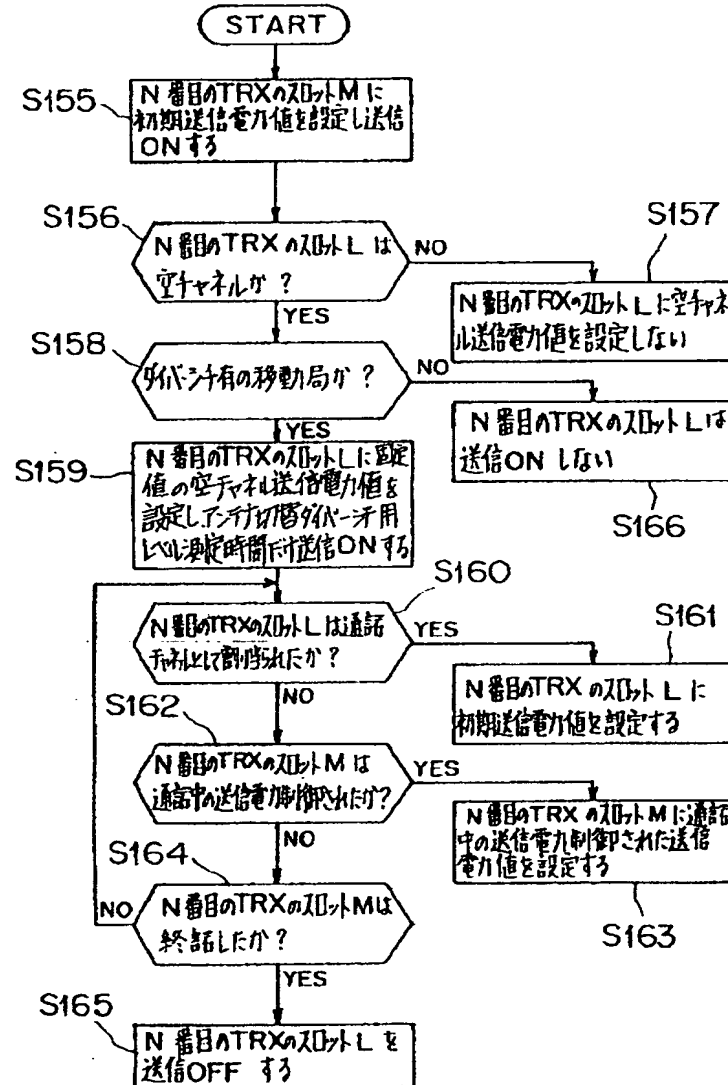 START
S155
N番目のTRXのスロットMに
初期送信電力値を設定し送信
ONする
S156
N番目のTRXのスロットLは
空チャネルか?
NO
YES
S157
N番目のTRXのスロットLに空チャネ
ル送信電力値を設定しない
S158
ダイバーシチ有の移動局か?
NO
YES
N番目のTRXのスロットLは
送信ONしない
S166
S159
N番目のTRXのスロットLに固定
値の空チャネル送信電力値を
設定しアンテナ切替ダイバーシチ用
レベル測定時間だけ送信ONする
S160
N番目のTRXのスロットLは通話
チャネルとして割り当られたか?
YES
NO
S161
N番目のTRXのスロットLに
初期送信電力値を設定する
S162
N番目のTRXのスロットMは
通話中の送信電力制御されたか?
YES
NO
N番目のTRXのスロットMに通話
中の送信電力制御された送信
電力値を設定する
S163
S164
N番目のTRXのスロットMは
終話したか?
NO
YES
S165
N番目のTRXのスロットLを
送信OFFする